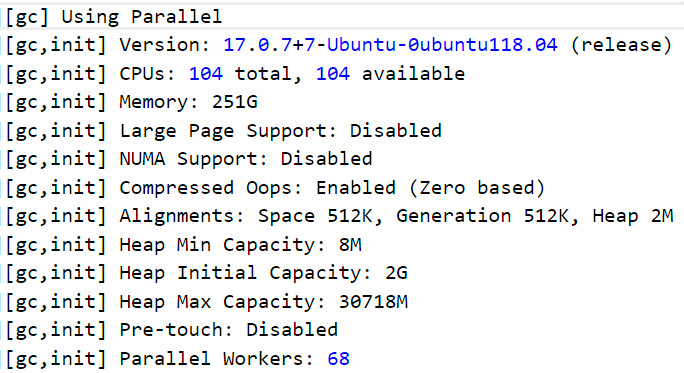 [gc] Using Parallel
[gc,init] Version: 17.0.7+7-Ubuntu-0ubuntu118.04 (release)
[gc,init] CPUs: 104 total, 104 available
[gc,init] Memory: 251G
[gc,init] Large Page Support: Disabled
[gc,init] NUMA Support: Disabled
[gc,init] Compressed Oops: Enabled (Zero based)
[gc,init] Alignments: Space 512K, Generation 512K, Heap 2M
[gc,init] Heap Min Capacity: 8M
[gc,init] Heap Initial Capacity: 2G
[gc,init] Heap Max Capacity: 30718M
[gc,init] Pre-touch: Disabled
[gc,init] Parallel Workers: 68